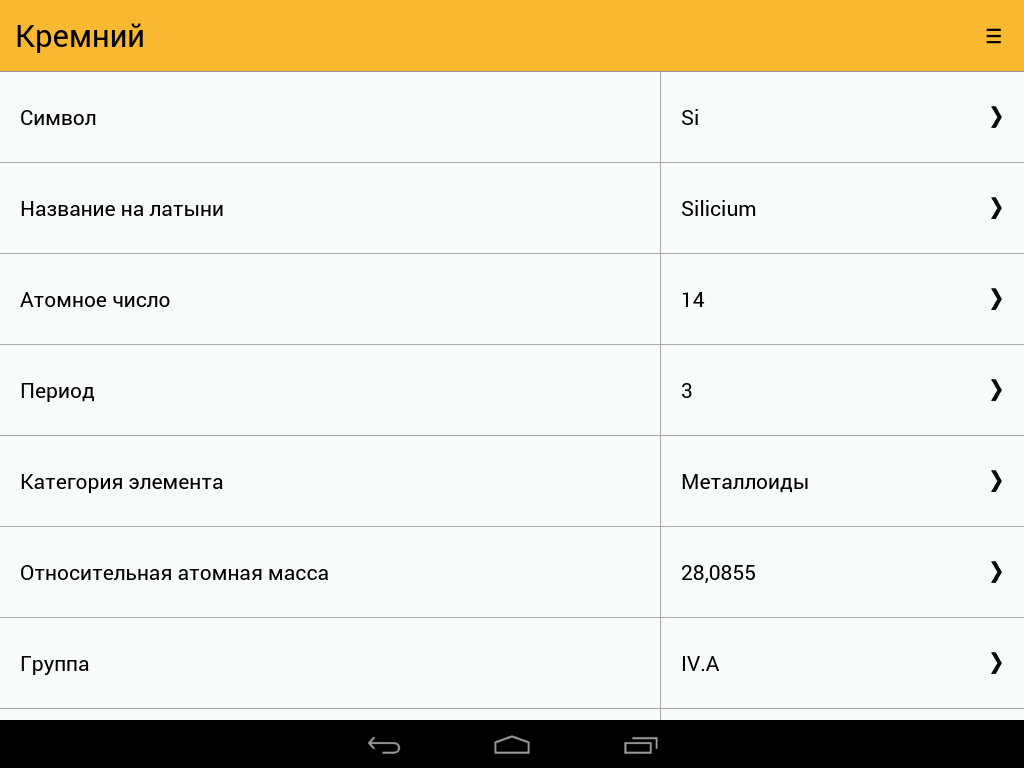 Кремний
Символ Si
Название на латыни Silicium
Атомное число 14
Период 3
Категория элемента Металлоиды
Относительная атомная масса 28,0855
Группа IV.A